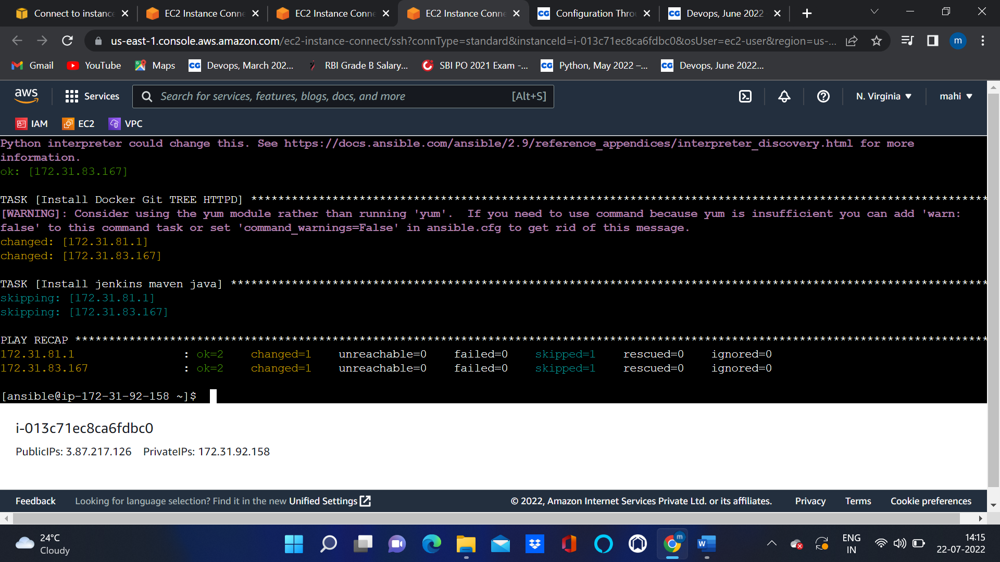 Connect to instance
EC2 Instance Conne
EC2 Instance Conne
EC2 Instance Conne
CG Configuration Throu
CG Devops, June 2022
us-east-1.console.aws.amazon.com/ec2-instance-connect/ssh?connType=standard&instanceId=i-013c71ec8ca6fdbc0&osUser=ec2-user&region=us-...
m
Gmail
YouTube
Maps
CG Devops, March 202...
RBI Grade B Salary...
SBI PO 2021 Exam -...
CG Python, May 2022 –...
CG Devops, June 2022...
aws
Services
Search for services, features, blogs, docs, and more [Alt+S]
N. Virginia ▼
mahi ▼
IAM
EC2
VPC
Python interpreter could change this. See https://docs.ansible.com/ansible/2.9/reference_appendices/interpreter_discovery.html for more
information.
ok: [172.31.83.167]
TASK [Install Docker Git TREE HTTPD] *************************************************************************************************************
[WARNING]: Consider using the yum module rather than running 'yum'.  If you need to use command because yum is insufficient you can add 'warn:
false' to this command task or set 'command_warnings=False' in ansible.cfg to get rid of this message.
changed: [172.31.81.1]
changed: [172.31.83.167]
TASK [Install jenkins maven java] ****************************************************************************************************************
skipping: [172.31.81.1]
skipping: [172.31.83.167]
PLAY RECAP ***************************************************************************************************************************************
172.31.81.1 : ok=2 changed=1 unreachable=0 failed=0 skipped=1 rescued=0 ignored=0
172.31.83.167 : ok=2 changed=1 unreachable=0 failed=0 skipped=1 rescued=0 ignored=0
[ansible@ip-172-31-92-158 ~]$
i-013c71ec8ca6fdbc0
PublicIPs: 3.87.217.126 PrivateIPs: 172.31.92.158
Feedback Looking for language selection? Find it in the new Unified Settings © 2022, Amazon Internet Services Private Ltd. or its affiliates. Privacy Terms Cookie preferences
24°C
Cloudy
m
W
ENG
IN
14:15
22-07-2022